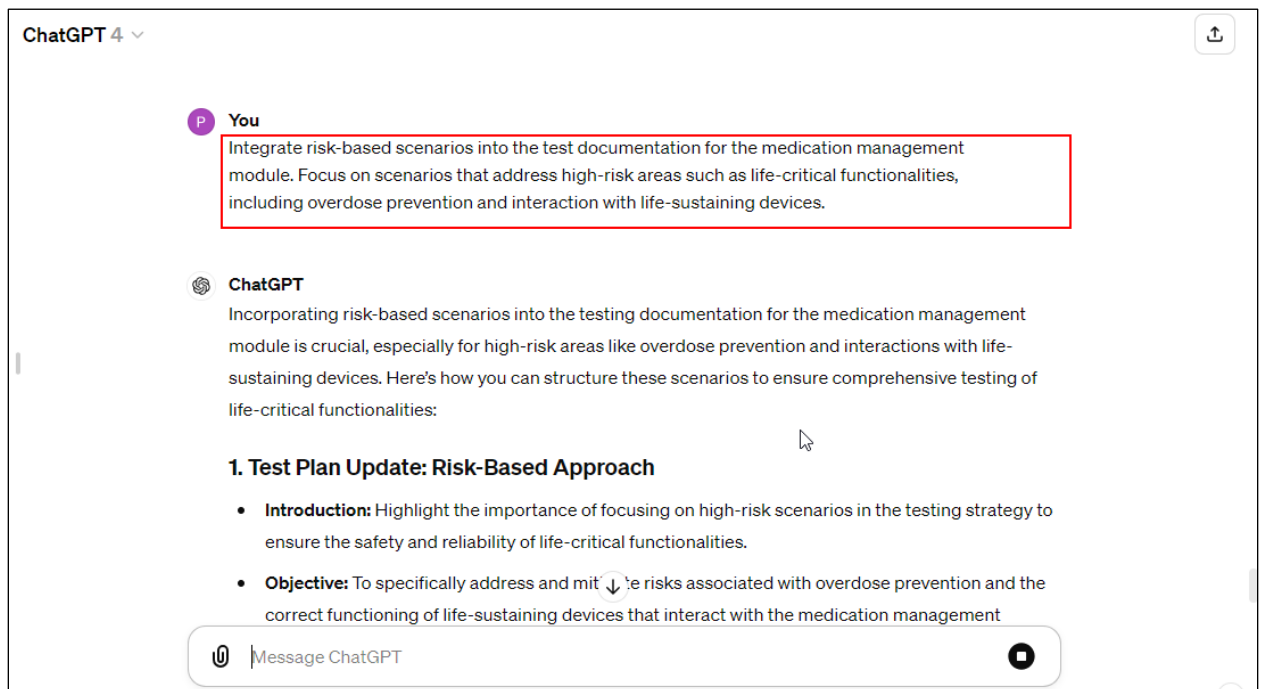 ChatGPT 4
P
You
Integrate risk-based scenarios into the test documentation for the medication management
module. Focus on scenarios that address high-risk areas such as life-critical functionalities,
including overdose prevention and interaction with life-sustaining devices.
ChatGPT
Incorporating risk-based scenarios into the testing documentation for the medication management
module is crucial, especially for high-risk areas like overdose prevention and interactions with life-
sustaining devices. Here's how you can structure these scenarios to ensure comprehensive testing of
life-critical functionalities:
1. Test Plan Update: Risk-Based Approach
• Introduction: Highlight the importance of focusing on high-risk scenarios in the testing strategy to
ensure the safety and reliability of life-critical functionalities.
• Objective: To specifically address and risks associated with overdose prevention and the
correct functioning of life-sustaining devices that interact with the medication management
Message ChatGPT